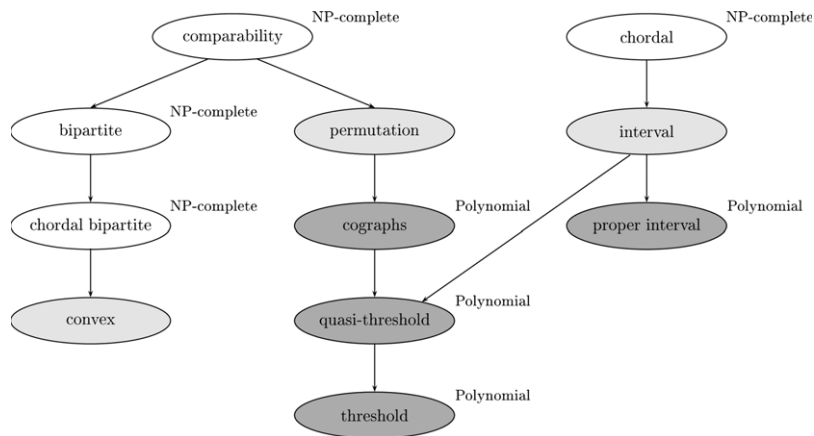 NP-complete
comparability
NP-complete
chordal
NP-complete
bipartite
permutation
interval
NP-complete
chordal bipartite
Polynomial
cographs
Polynomial
proper interval
convex
Polynomial
quasi-threshold
Polynomial
threshold